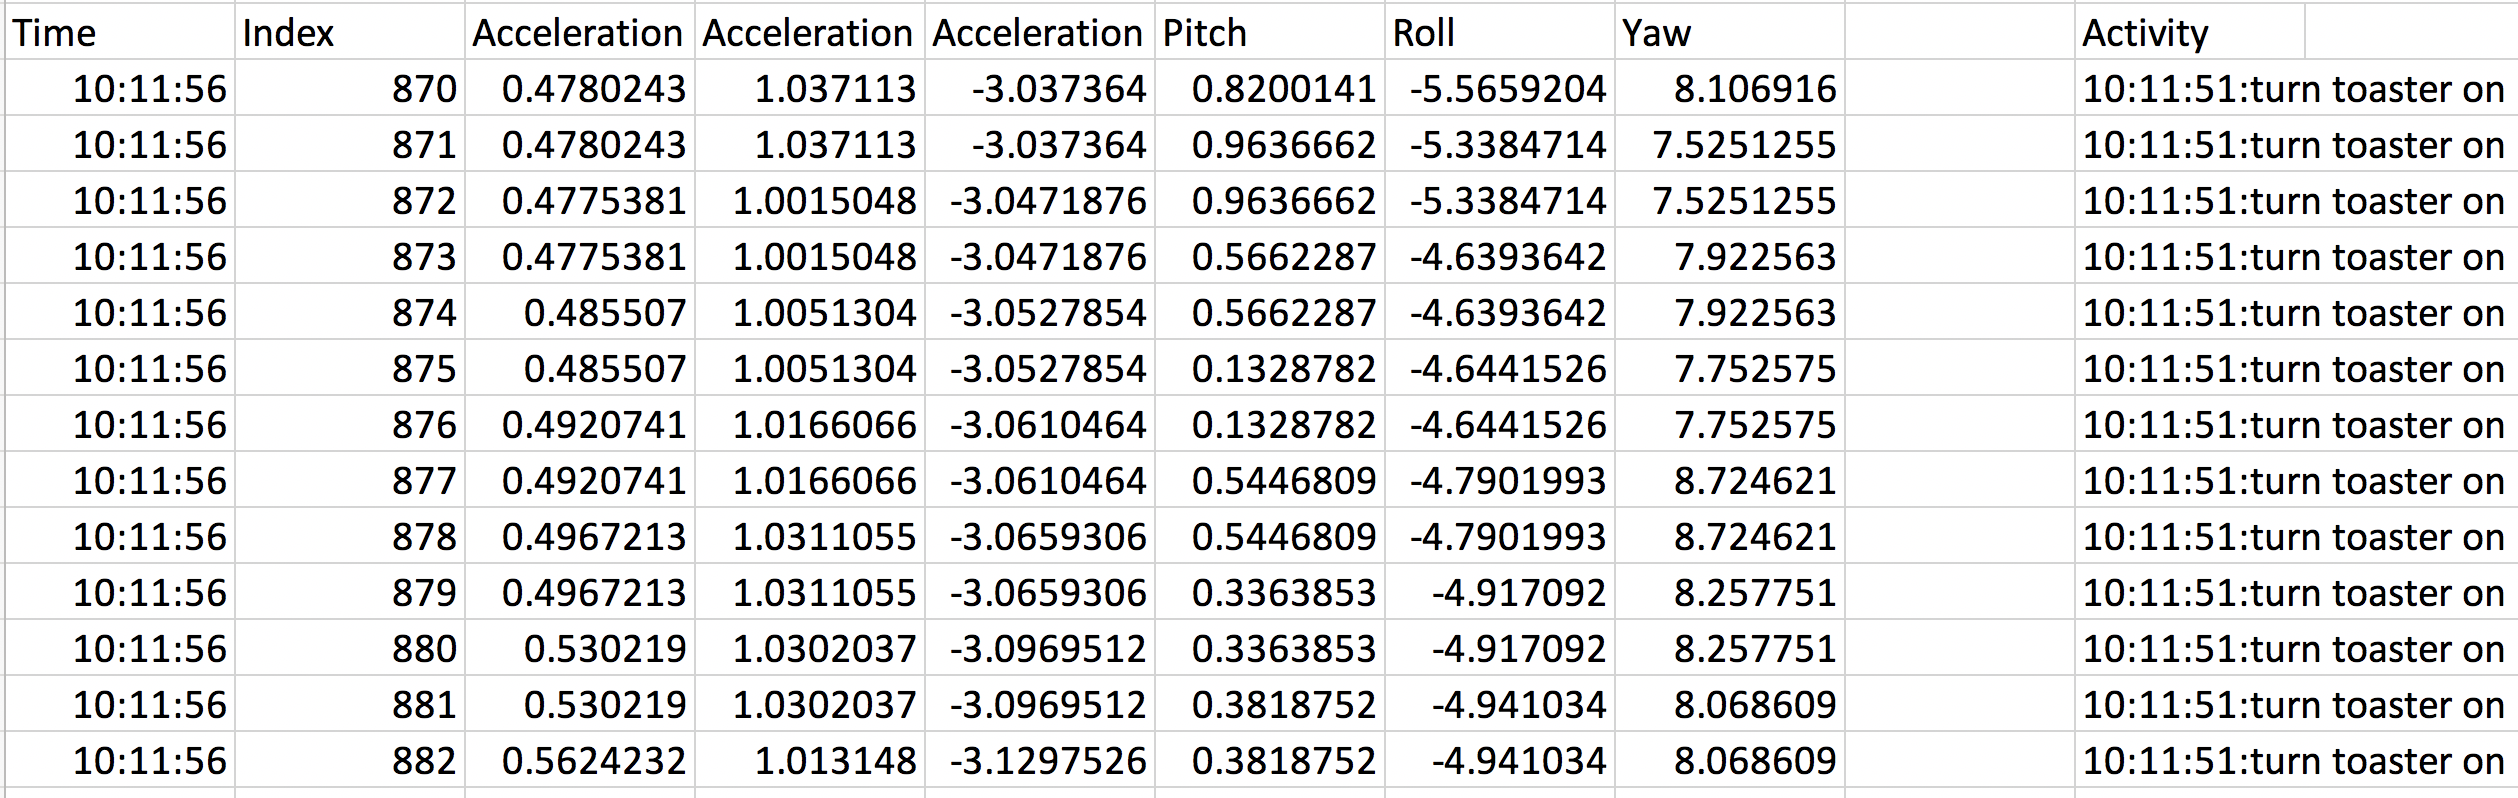 Time Index Acceleration Acceleration Acceleration Pitch Roll Yaw Activity
10:11:56 870 0.4780243 1.037113 -3.037364 0.8200141 -5.5659204 8.106916 10:11:51:turn toaster on
10:11:56 871 0.4780243 1.037113 -3.037364 0.9636662 -5.3384714 7.5251255 10:11:51:turn toaster on
10:11:56 872 0.4775381 1.0015048 -3.0471876 0.9636662 -5.3384714 7.5251255 10:11:51:turn toaster on
10:11:56 873 0.4775381 1.0015048 -3.0471876 0.5662287 -4.6393642 7.922563 10:11:51:turn toaster on
10:11:56 874 0.485507 1.0051304 -3.0527854 0.5662287 -4.6393642 7.922563 10:11:51:turn toaster on
10:11:56 875 0.485507 1.0051304 -3.0527854 0.1328782 -4.6441526 7.752575 10:11:51:turn toaster on
10:11:56 876 0.4920741 1.0166066 -3.0610464 0.1328782 -4.6441526 7.752575 10:11:51:turn toaster on
10:11:56 877 0.4920741 1.0166066 -3.0610464 0.5446809 -4.7901993 8.724621 10:11:51:turn toaster on
10:11:56 878 0.4967213 1.0311055 -3.0659306 0.5446809 -4.7901993 8.724621 10:11:51:turn toaster on
10:11:56 879 0.4967213 1.0311055 -3.0659306 0.3363853 -4.917092 8.257751 10:11:51:turn toaster on
10:11:56 880 0.530219 1.0302037 -3.0969512 0.3363853 -4.917092 8.257751 10:11:51:turn toaster on
10:11:56 881 0.530219 1.0302037 -3.0969512 0.3818752 -4.941034 8.068609 10:11:51:turn toaster on
10:11:56 882 0.5624232 1.013148 -3.1297526 0.3818752 -4.941034 8.068609 10:11:51:turn toaster on